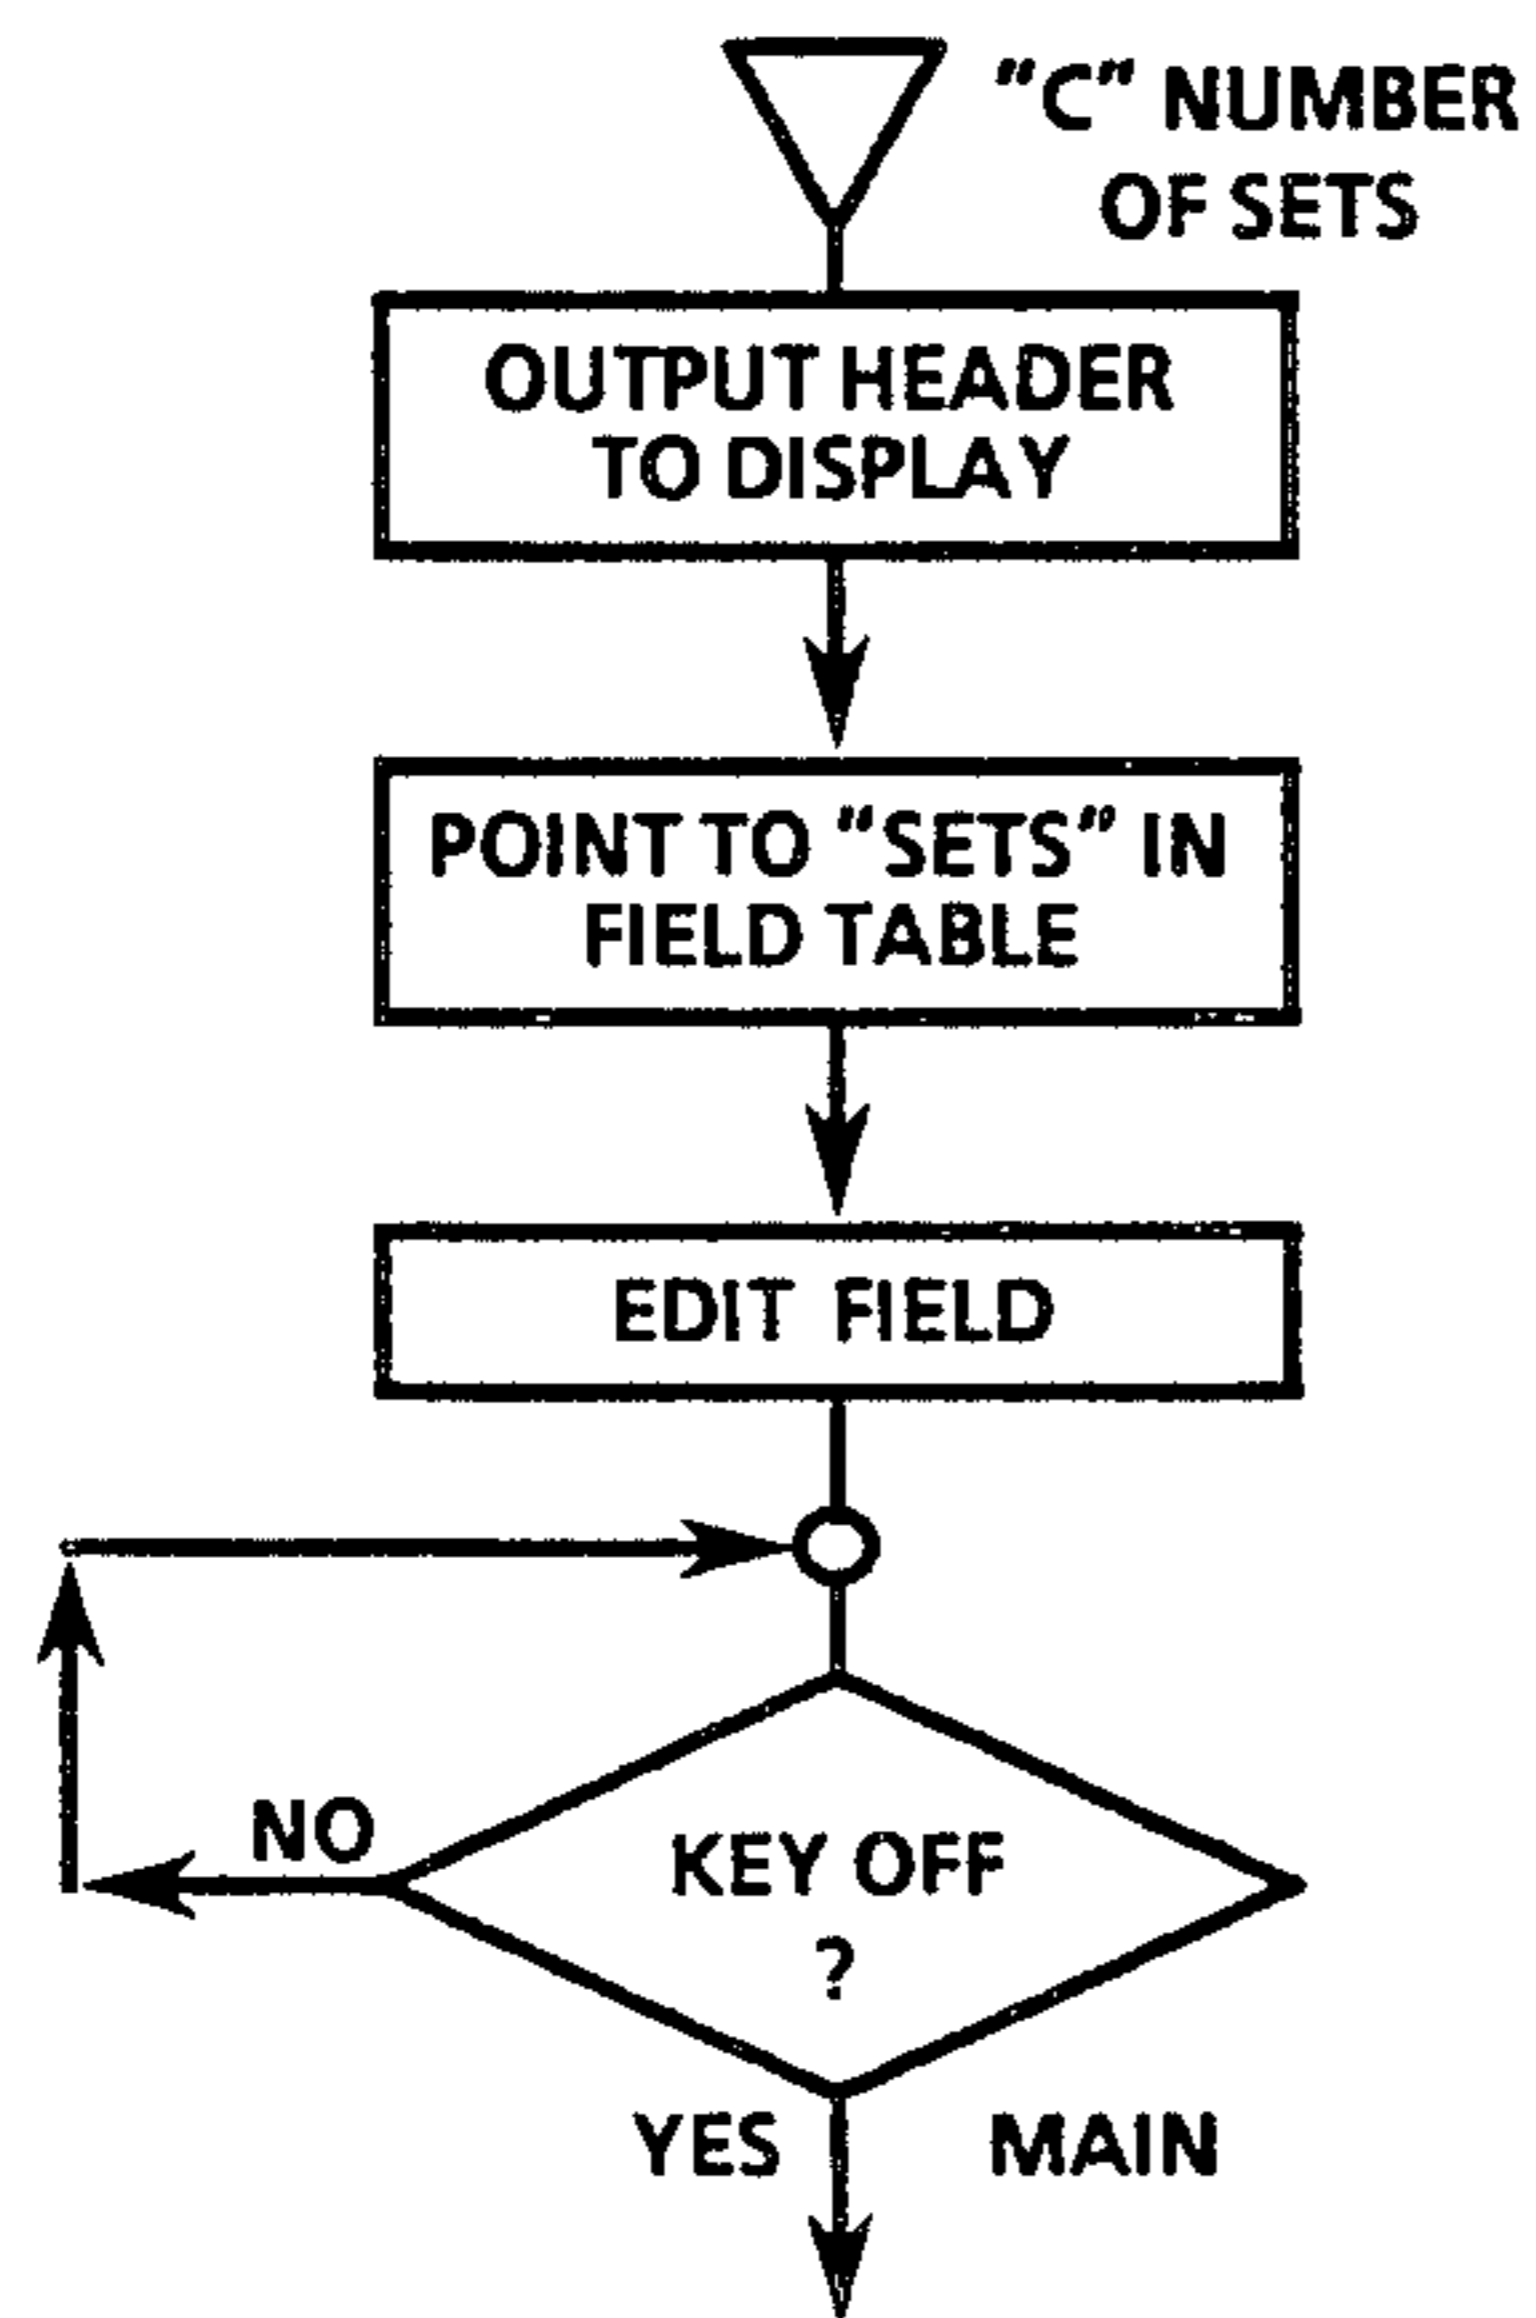 "C" NUMBER
OF SETS
OUTPUT HEADER
TO DISPLAY
POINT TO "SETS" IN
FIELD TABLE
EDIT FIELD
NO
KEY OFF
?
YES
MAIN